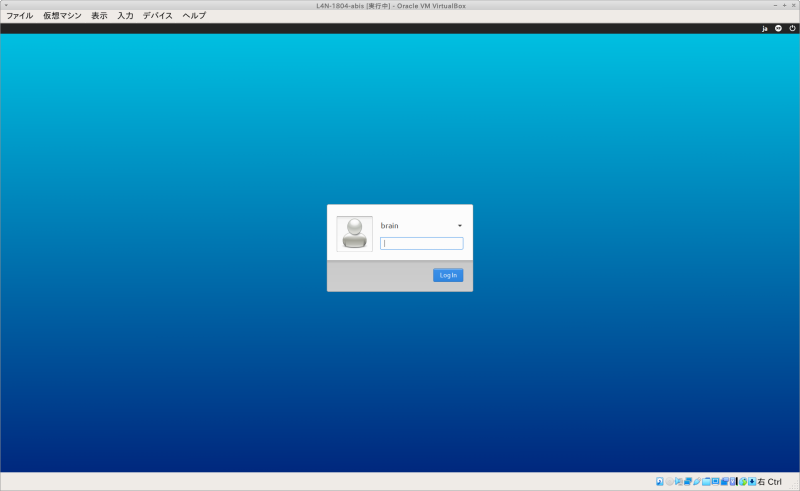 L4N-1804-abis [実行中] - Oracle VM VirtualBox
ファイル 仮想マシン 表示 入力 デバイス ヘルプ
ja
brain
Log In
右 Ctrl